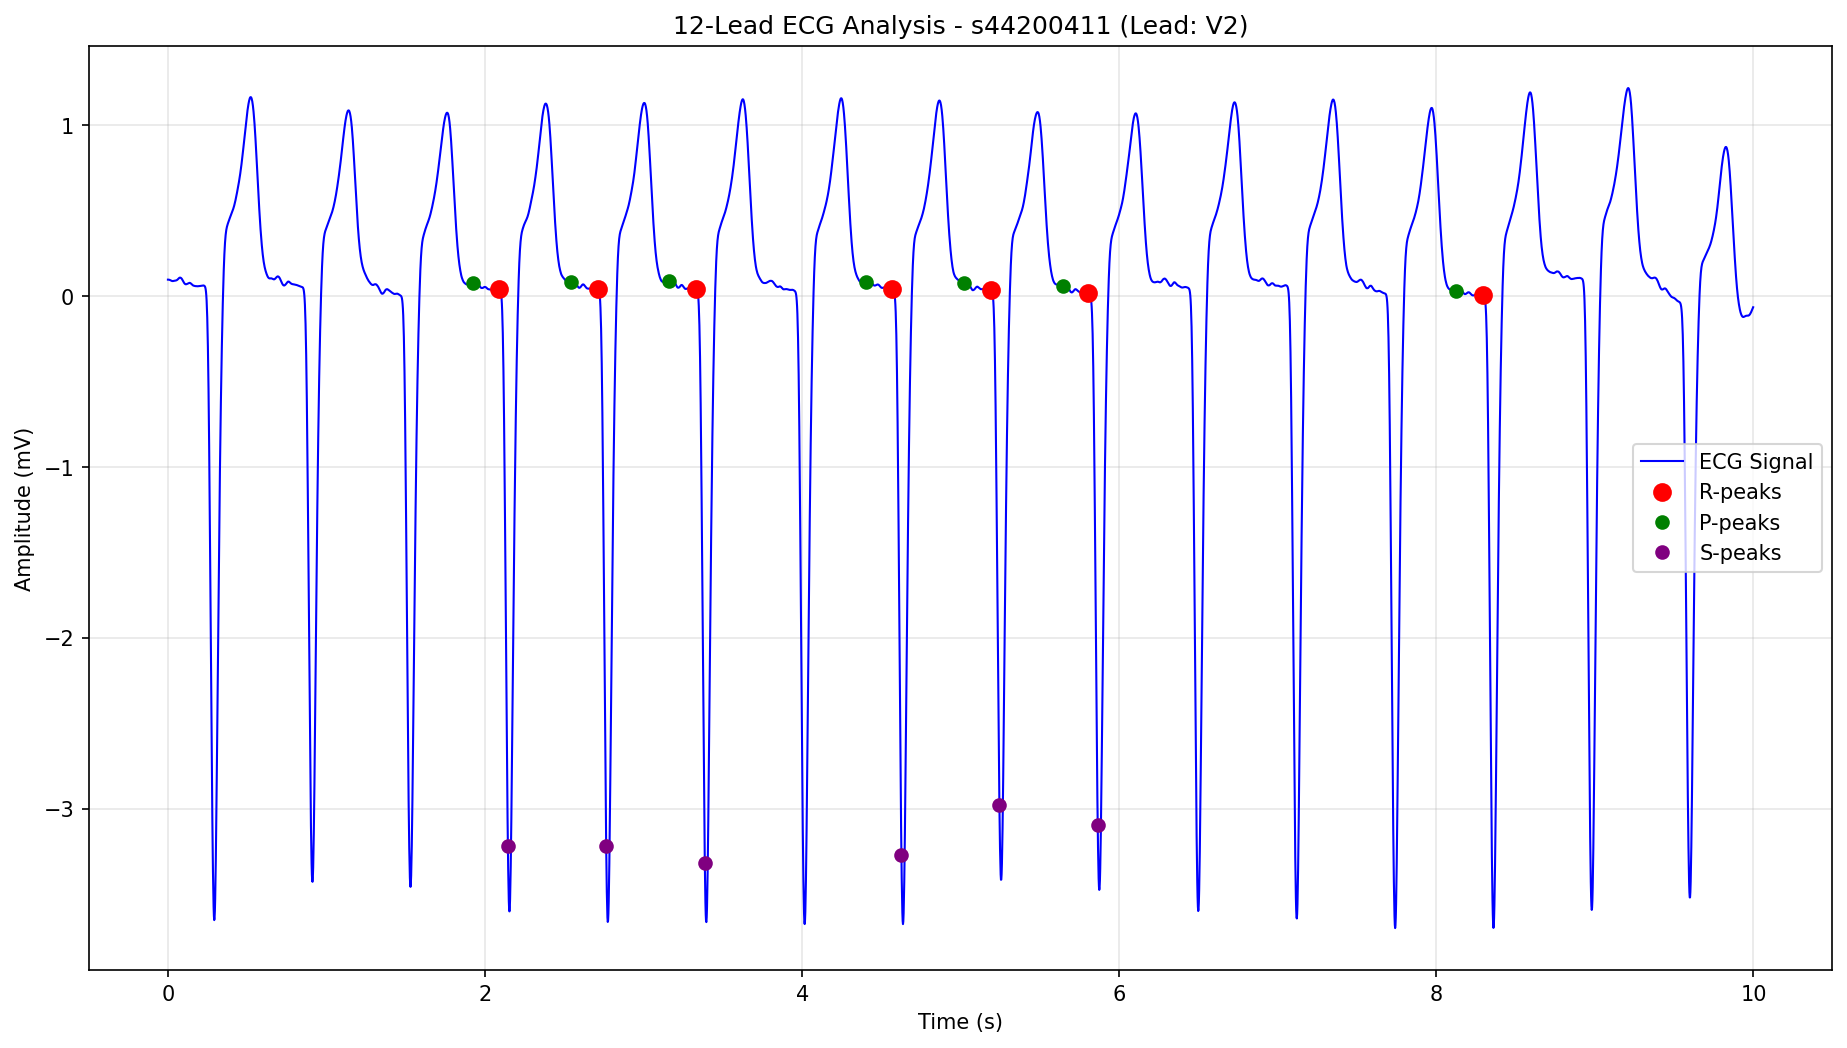 12-Lead ECG Analysis - s44200411 (Lead: V2)
Amplitude (mV)
1
0
−1
−2
−3
ECG Signal
R-peaks
P-peaks
S-peaks
0 2 4 6 8 10
Time (s)